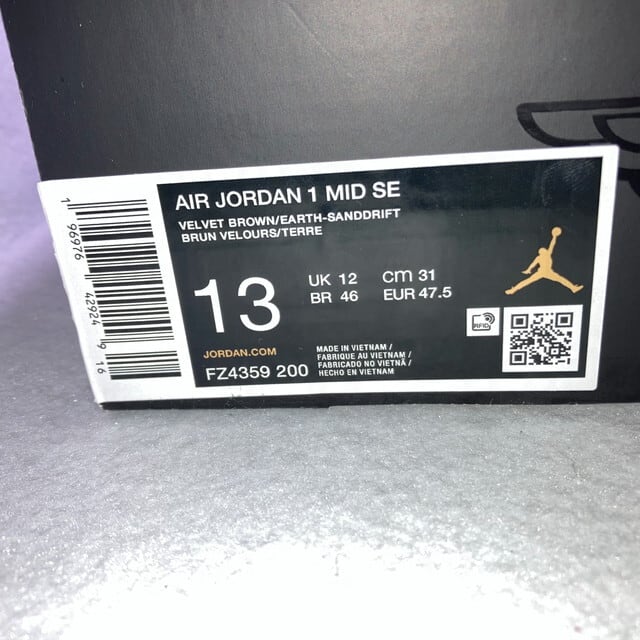 AIR JORDAN 1 MID SE
VELVET BROWN/EARTH-SANDDRIFT
BRUN VELOURS/TERRE
13
UK 12 cm 31
BR 46 EUR 47.5
RFID
JORDAN.COM
FZ4359 200
MADE IN VIETNAM /
FABRIQUE AU VIETNAM /
FABRICADO NO VIETNÃ /
HECHO EN VIETNAM
1 96976 42924 9 16